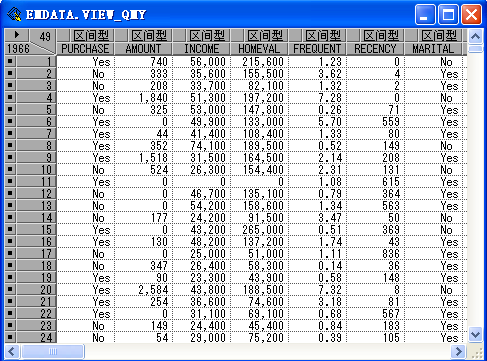 EMDATA.VIEW_QMY
49 区间型 区间型 区间型 区间型 区间型 区间型 区间型
1966 PURCHASE AMOUNT INCOME HOMEVAL FREQUENT RECENCY MARITAL
1 Yes 740 56,000 215,600 1.23 0 No
2 No 333 35,600 155,500 3.62 4 Yes
3 No 208 33,700 82,100 1.32 2 Yes
4 Yes 1,840 51,300 197,200 7.28 0 No
5 No 325 53,000 147,800 0.26 71 Yes
6 Yes 0 49,900 133,000 5.70 559 Yes
7 Yes 44 41,400 108,400 1.33 80 Yes
8 Yes 352 74,100 189,500 0.52 149 No
9 Yes 1,518 31,500 164,500 2.14 208 Yes
10 No 524 26,300 154,400 2.31 131 No
11 Yes 0 0 0 1.08 615 Yes
12 No 0 46,700 135,100 0.79 364 Yes
13 No 0 54,200 158,600 1.34 563 Yes
14 No 177 24,200 91,500 3.47 50 No
15 Yes 0 43,200 265,000 0.51 369 No
16 Yes 130 48,200 137,200 1.74 43 Yes
17 No 0 25,000 51,000 1.11 836 Yes
18 No 347 26,400 58,300 0.14 36 Yes
19 Yes 90 23,300 43,900 0.58 148 Yes
20 Yes 2,584 43,800 188,500 7.32 8 No
21 Yes 254 36,600 74,600 3.18 81 Yes
22 Yes 0 31,100 69,100 0.68 567 Yes
23 No 149 24,400 45,400 0.84 183 Yes
24 No 54 29,000 75,200 0.39 105 Yes